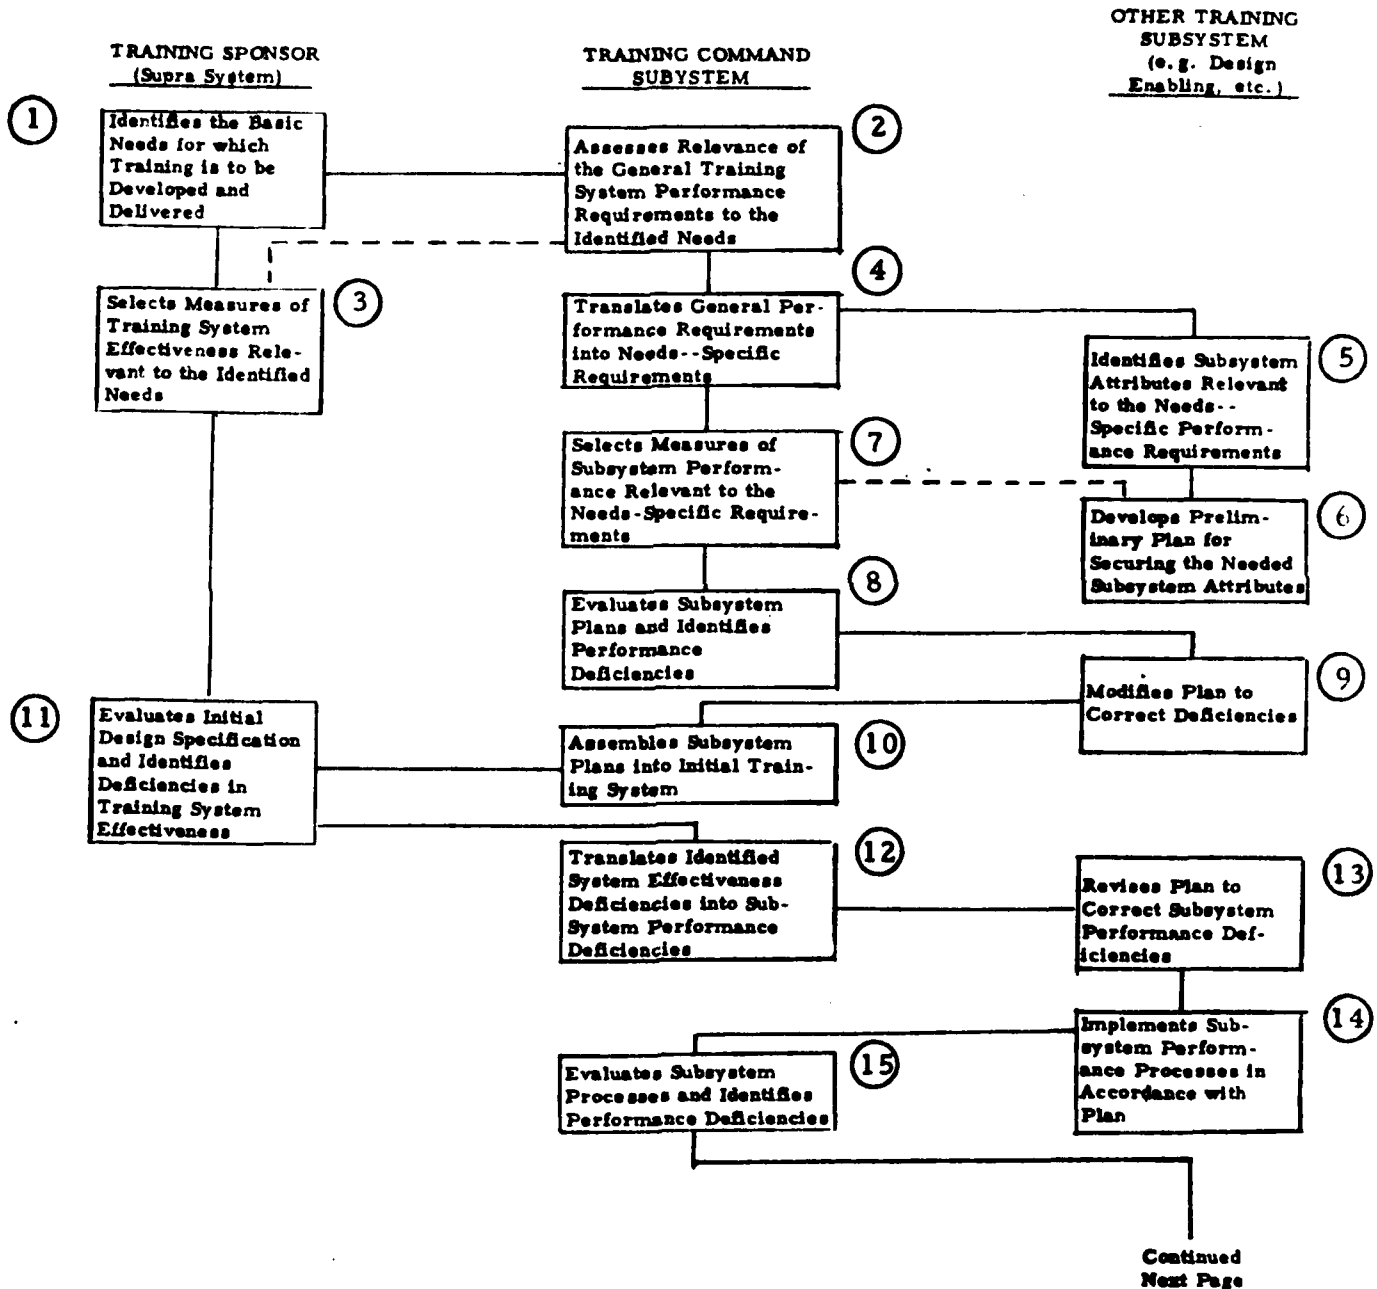 TRAINING SPONSOR
(Supra System)
TRAINING COMMAND
SUBYSTEM
OTHER TRAINING
SUBSYSTEM
(e.g. Design
Enabling, etc.)
1
Identifies the Basic
Needs for which
Training is to be
Developed and
Delivered
2
Assesses Relevance of
the General Training
System Performance
Requirements to the
Identified Needs
3
Selects Measures of
Training System
Effectiveness Rele-
vant to the Identified
Needs
4
Translates General Per-
formance Requirements
into Needs--Specific
Requirements
5
Identifies Subsystem
Attributes Relevant
to the Needs--
Specific Perform-
ance Requirements
6
Develops Prelim-
inary Plan for
Securing the Needed
Subsystem Attributes
7
Selects Measures of
Subsystem Perform-
ance Relevant to the
Needs-Specific Require-
ments
8
Evaluates Subsystem
Plans and Identifies
Performance
Deficiencies
9
Modifies Plan to
Correct Deficiencies
10
Assembles Subsystem
Plans into Initial Train-
ing System
11
Evaluates Initial
Design Specification
and Identifies
Deficiencies in
Training System
Effectiveness
12
Translates Identified
System Effectiveness
Deficiencies into Sub-
System Performance
Deficiencies
13
Revises Plan to
Correct Subsystem
Performance Def-
iciencies
14
Implements Sub-
system Perform-
ance Processes in
Accordance with
Plan
15
Evaluates Subsystem
Processes and Identifies
Performance Deficiencies
Continued
Next Page